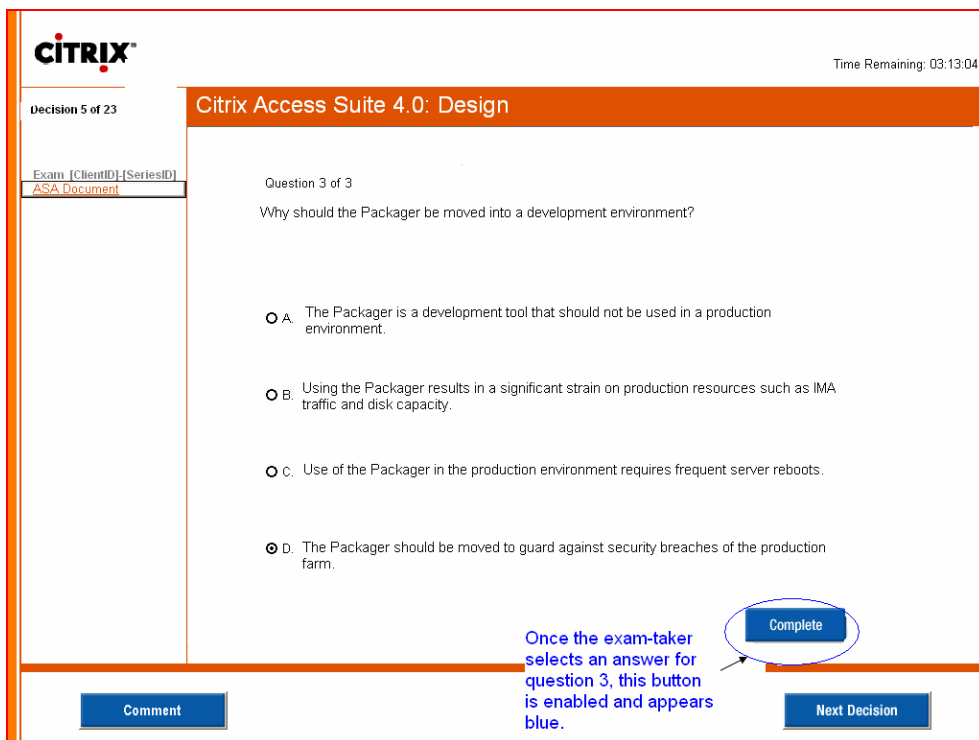 CİTRIX®
Time Remaining: 03:13:04
Decision 5 of 23
Citrix Access Suite 4.0: Design
Exam [ClientID]-[SeriesID]
ASA Document
Question 3 of 3
Why should the Packager be moved into a development environment?
A. The Packager is a development tool that should not be used in a production
environment.
B. Using the Packager results in a significant strain on production resources such as IMA
traffic and disk capacity.
C. Use of the Packager in the production environment requires frequent server reboots.
D. The Packager should be moved to guard against security breaches of the production
farm.
Complete
Once the exam-taker
selects an answer for
question 3, this button
is enabled and appears
blue.
Comment
Next Decision